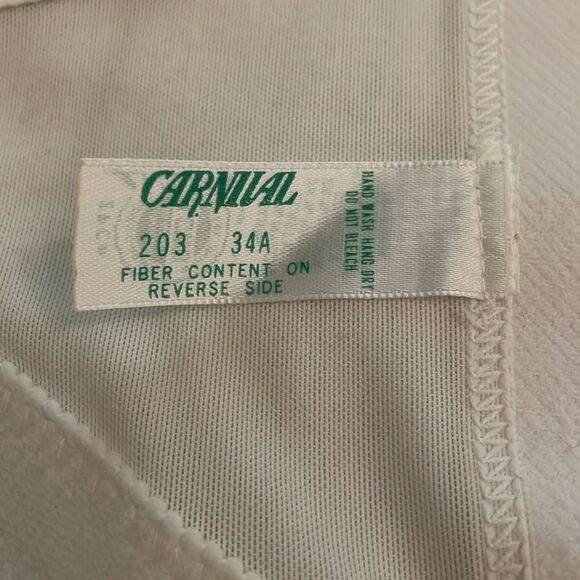 CARNIVAL
203 34A
FIBER CONTENT ON
REVERSE SIDE
HAND WASH HANG DRY
DO NOT BLEACH